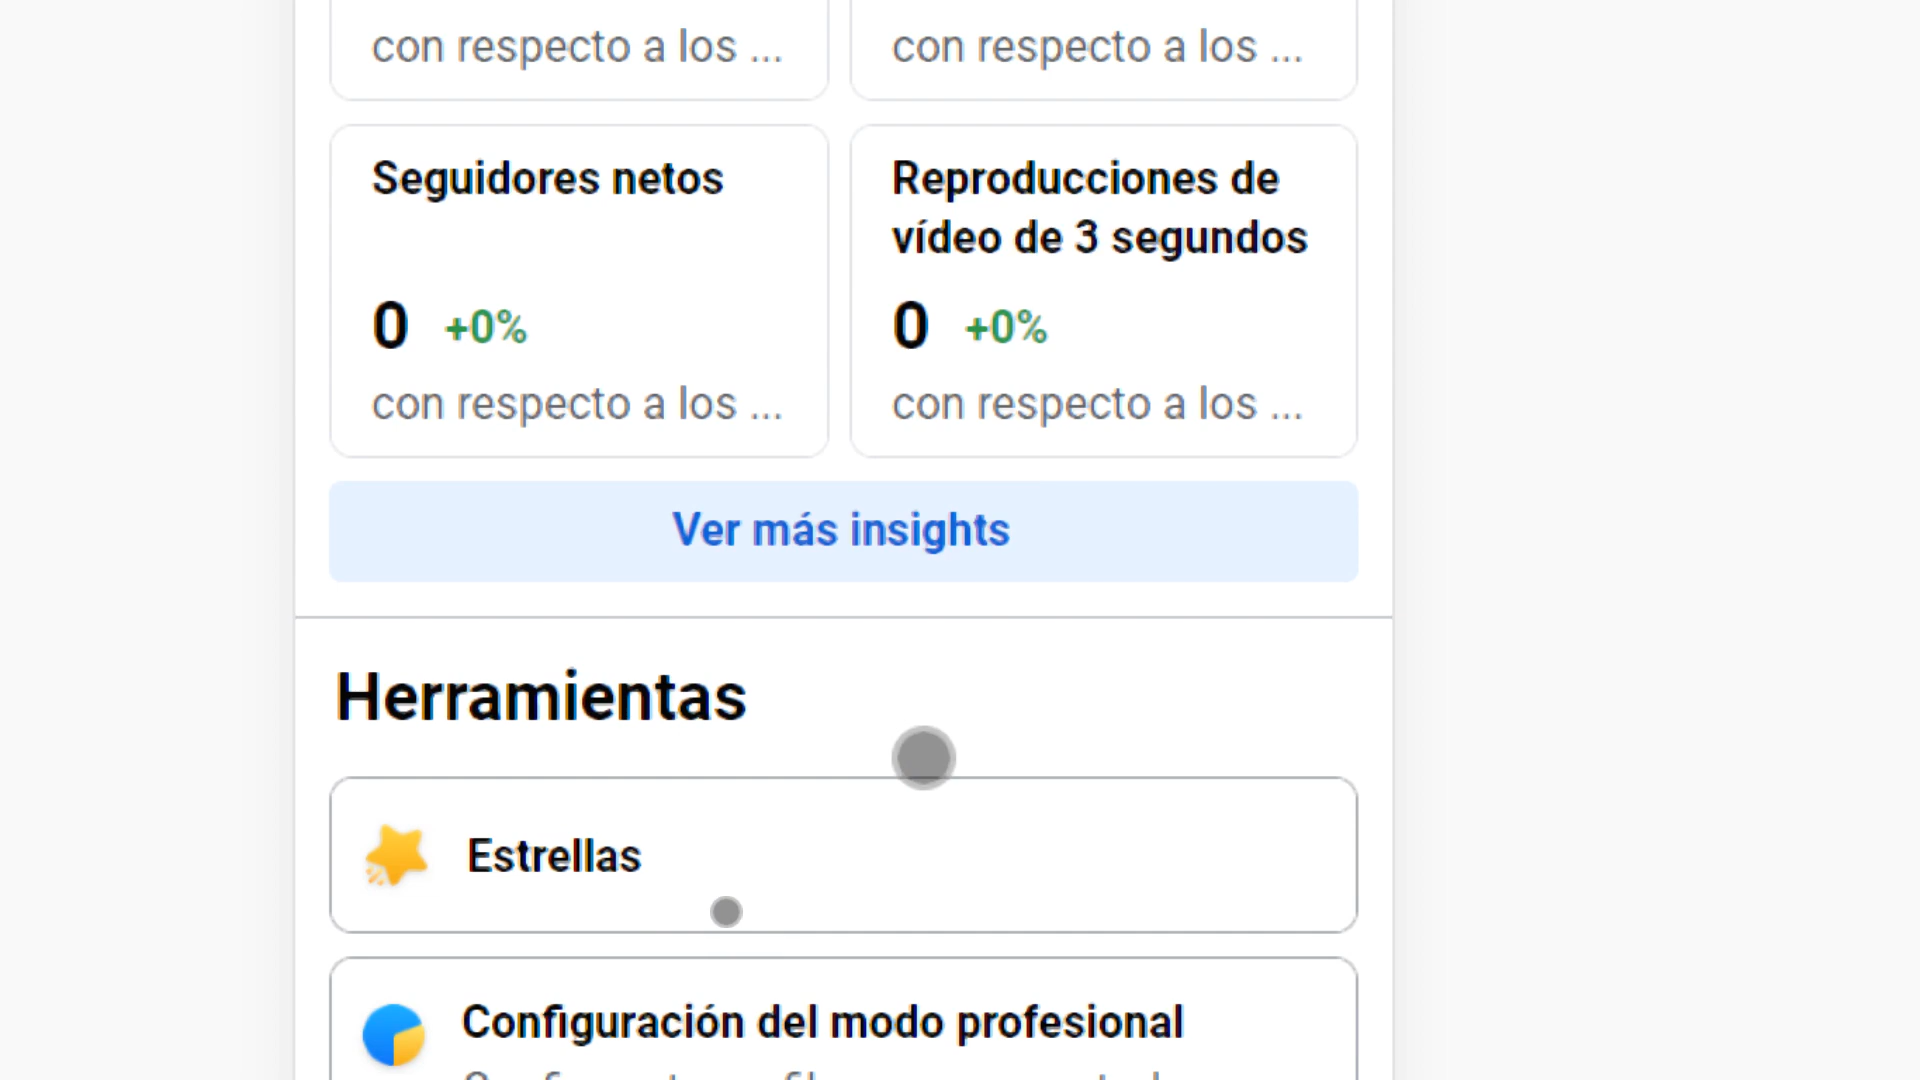 con respecto a los ...
con respecto a los ...
Seguidores netos
0 +0%
con respecto a los ...
Reproducciones de
vídeo de 3 segundos
0 +0%
con respecto a los ...
Ver más insights
Herramientas
Estrellas
Configuración del modo profesional